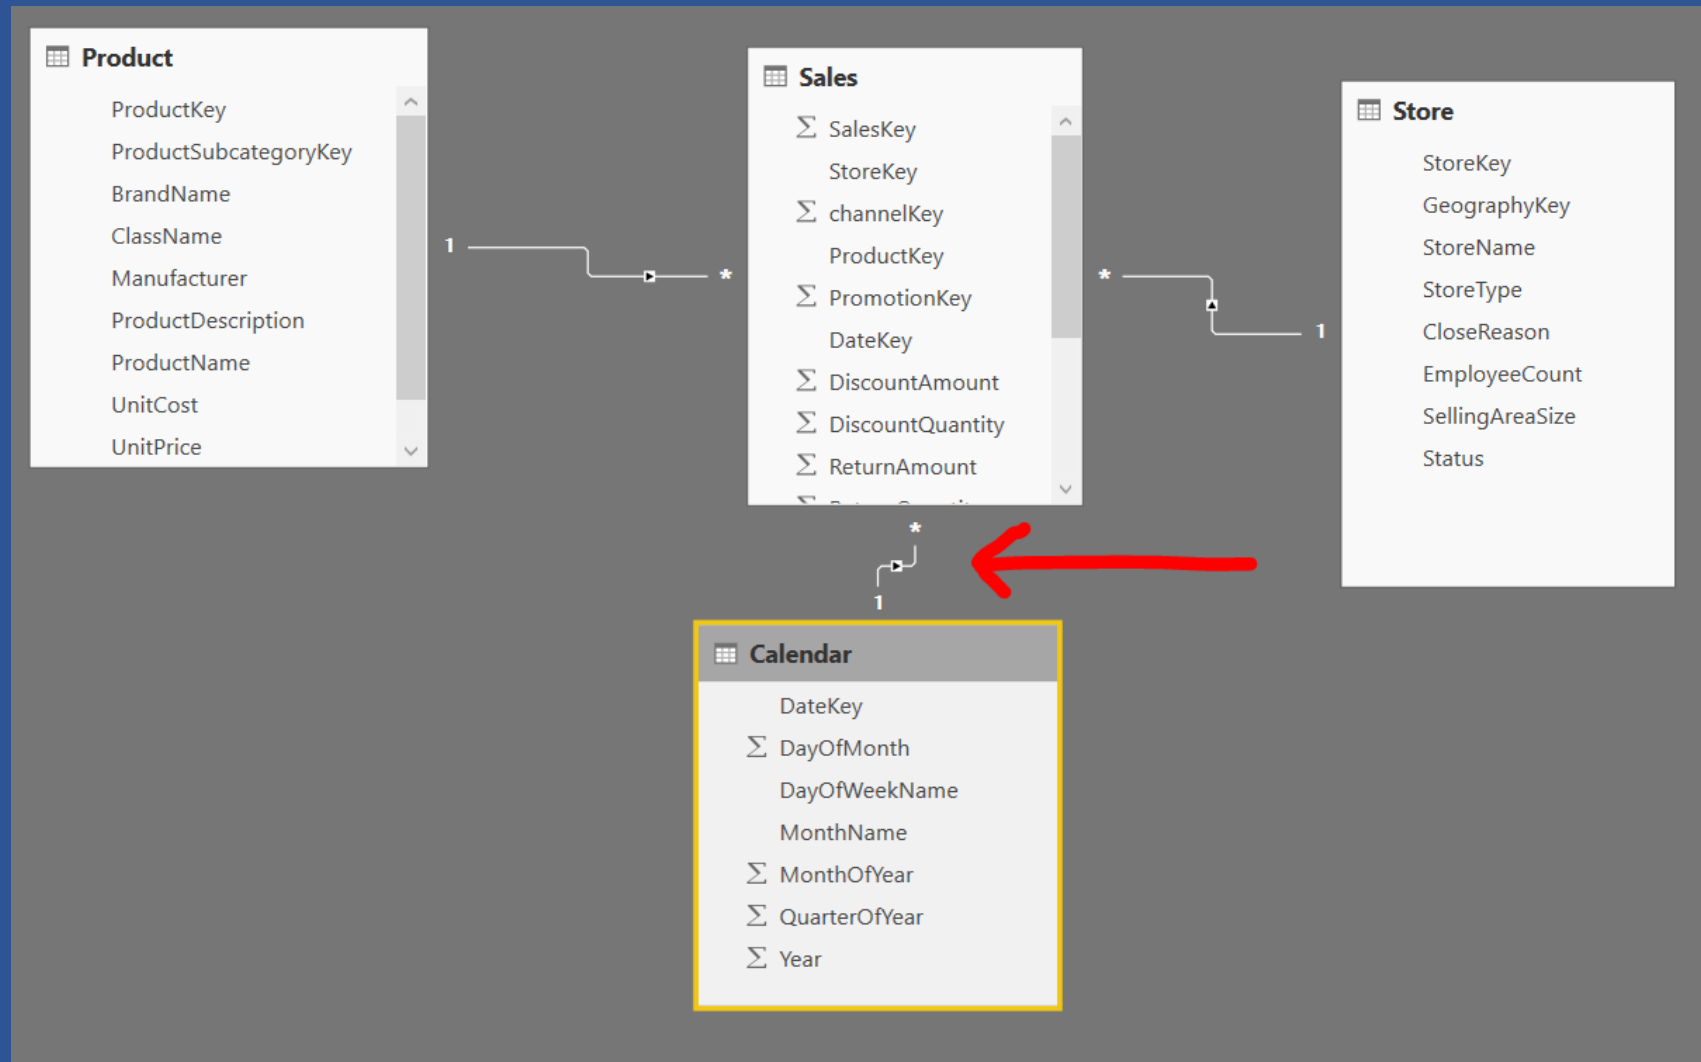 Product
ProductKey
ProductSubcategoryKey
BrandName
ClassName
Manufacturer
ProductDescription
ProductName
UnitCost
UnitPrice
1
*
Sales
Σ SalesKey
StoreKey
Σ channelKey
ProductKey
Σ PromotionKey
DateKey
Σ DiscountAmount
Σ DiscountQuantity
Σ ReturnAmount
*
1
Store
StoreKey
GeographyKey
StoreName
StoreType
CloseReason
EmployeeCount
SellingAreaSize
Status
*
1
Calendar
DateKey
Σ DayOfMonth
DayOfWeekName
MonthName
Σ MonthOfYear
Σ QuarterOfYear
Σ Year